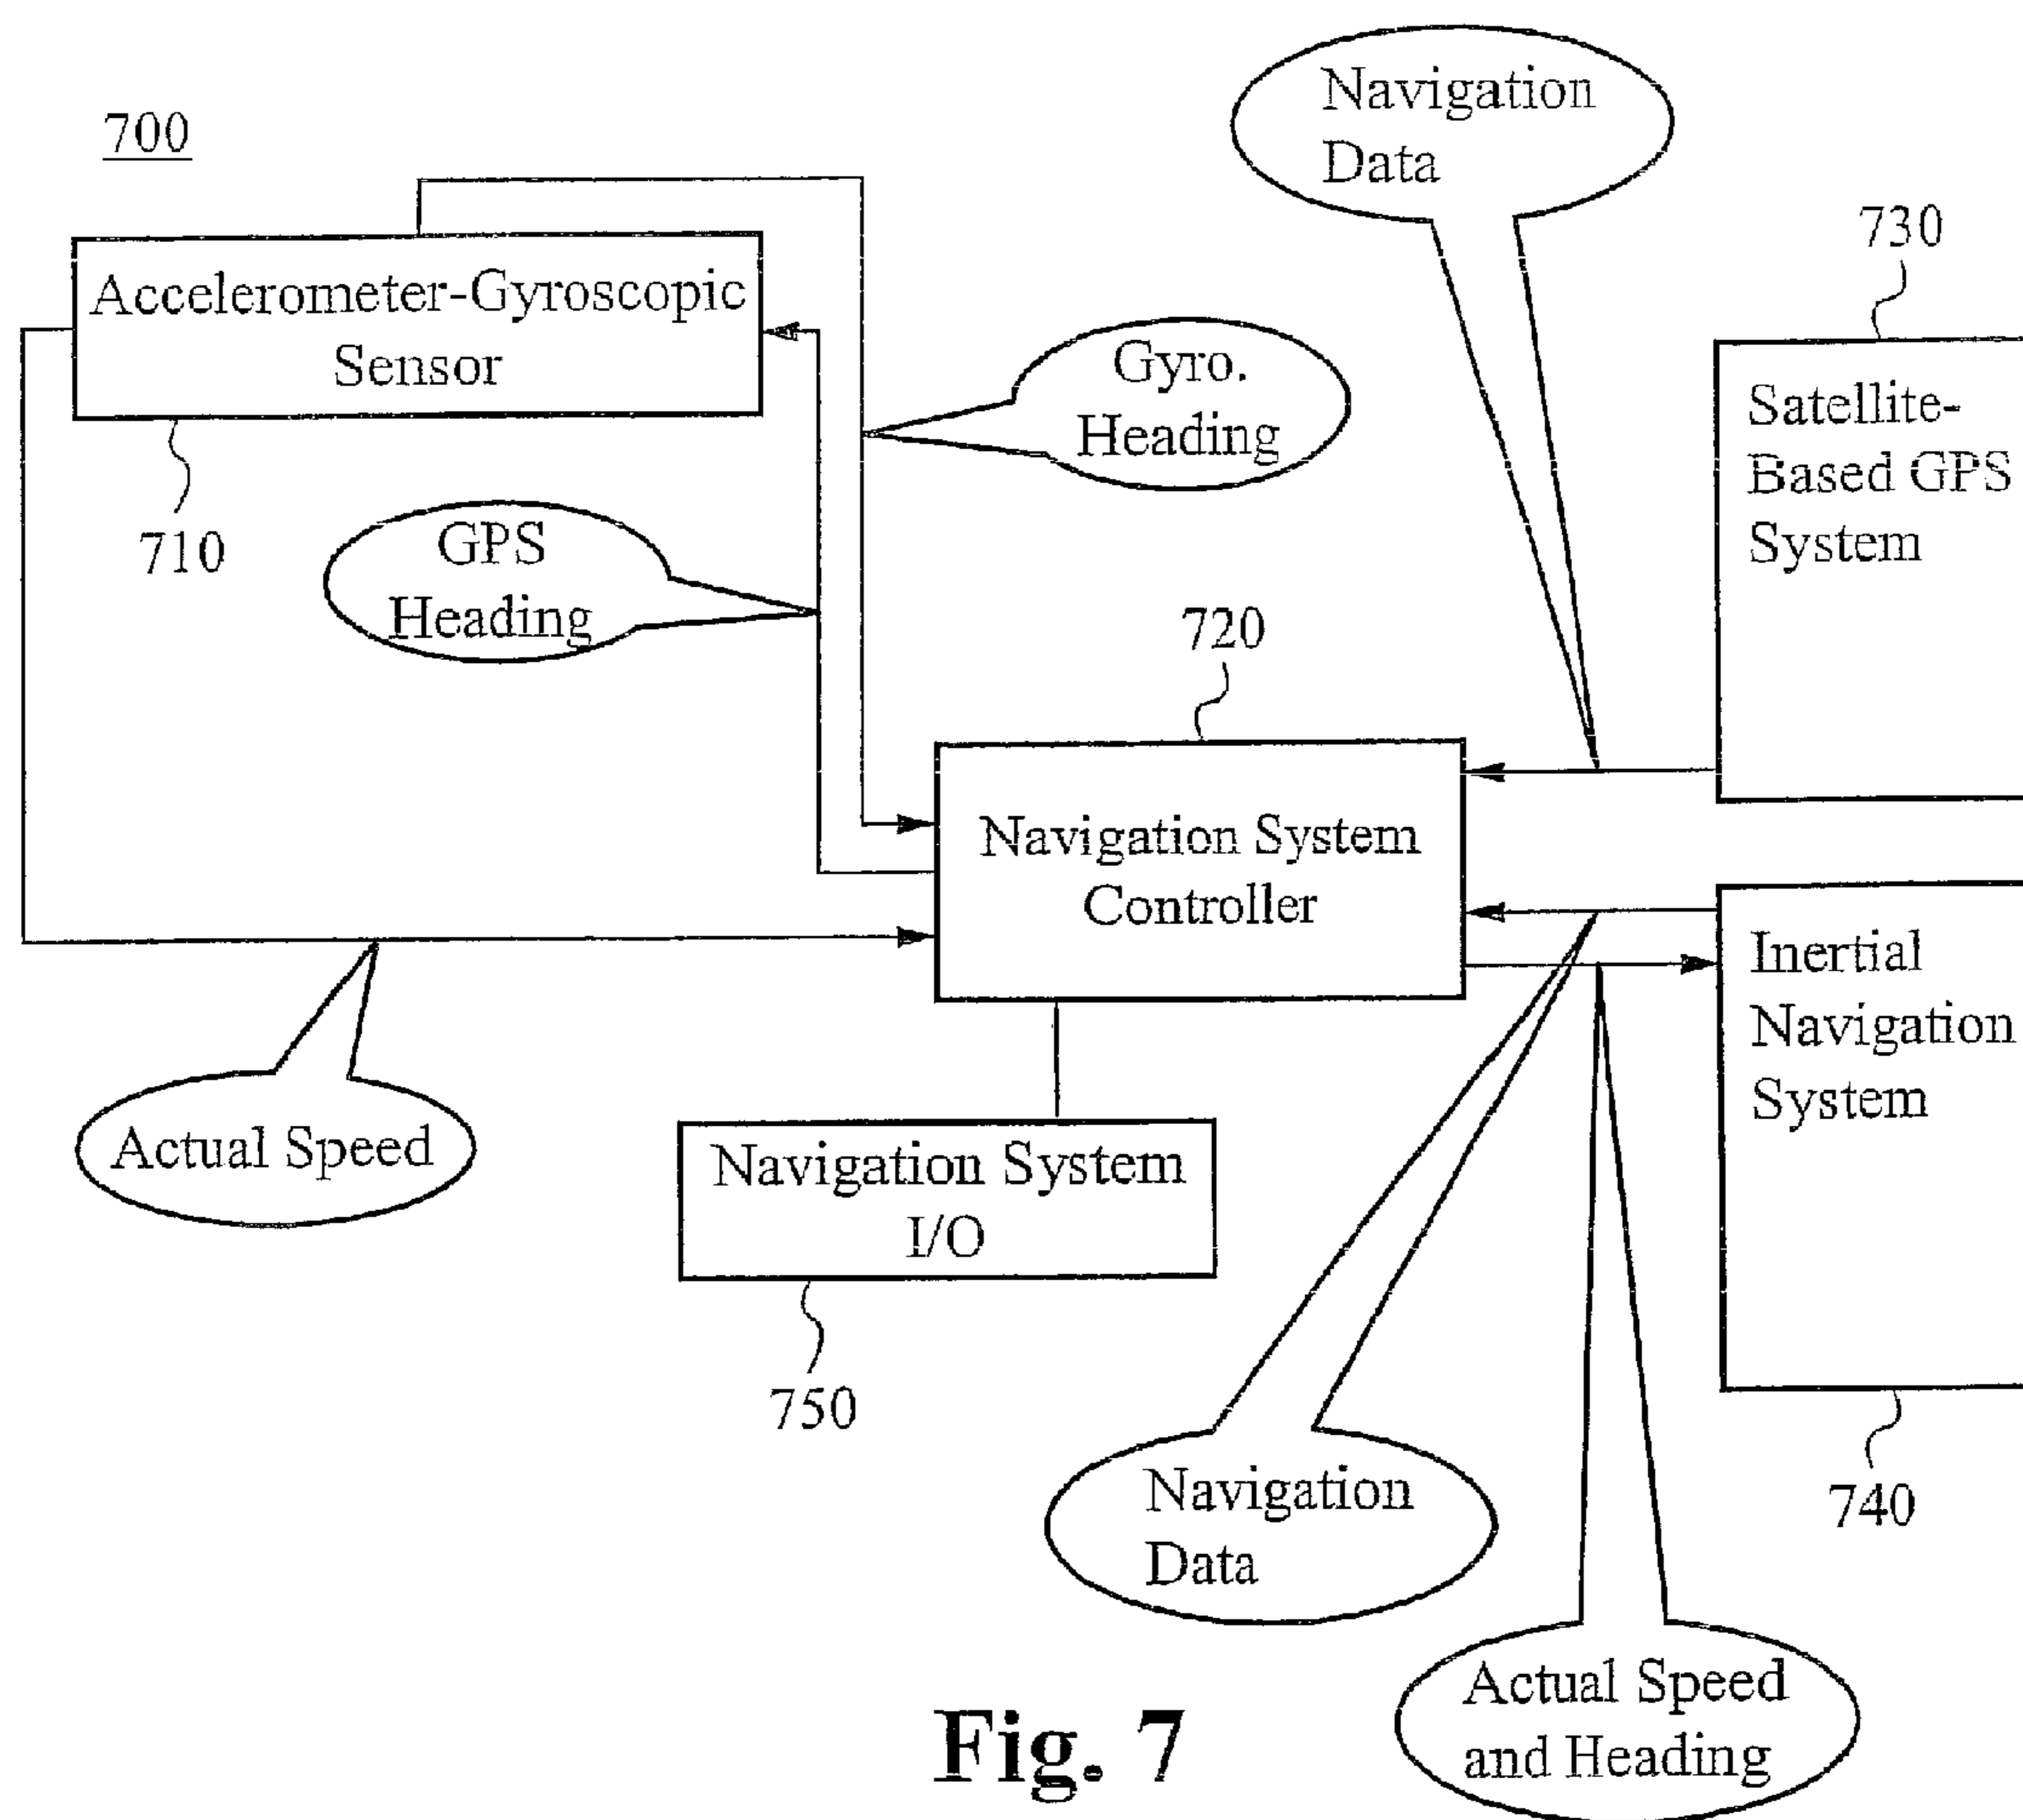 700
Navigation
Data
730
Accelerometer-Gyroscopic
Sensor
710
Gyro.
Heading
GPS
Heading
Satellite-
Based GPS
System
720
Navigation System
Controller
Inertial
Navigation
System
Actual Speed
Navigation System
I/O
750
Navigation
Data
740
Actual Speed
and Heading
Fig. 7